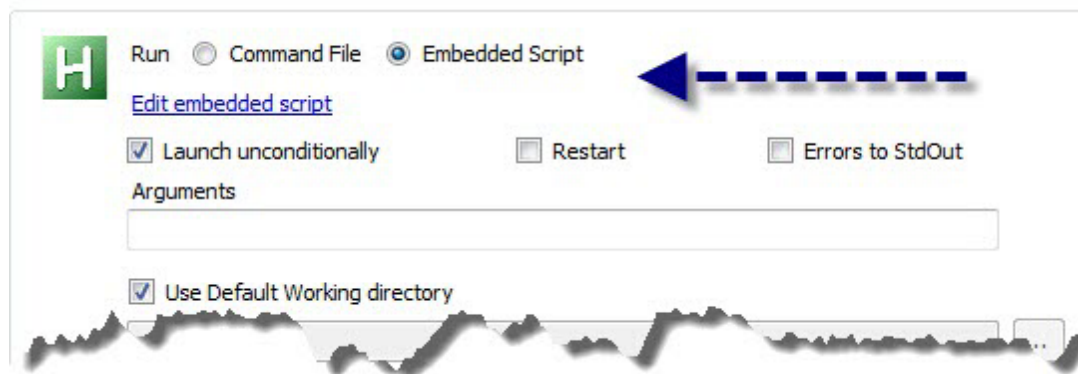 Run Command File Embedded Script
Edit embedded script
Launch unconditionally Restart Errors to StdOut
Arguments
Use Default Working directory
...